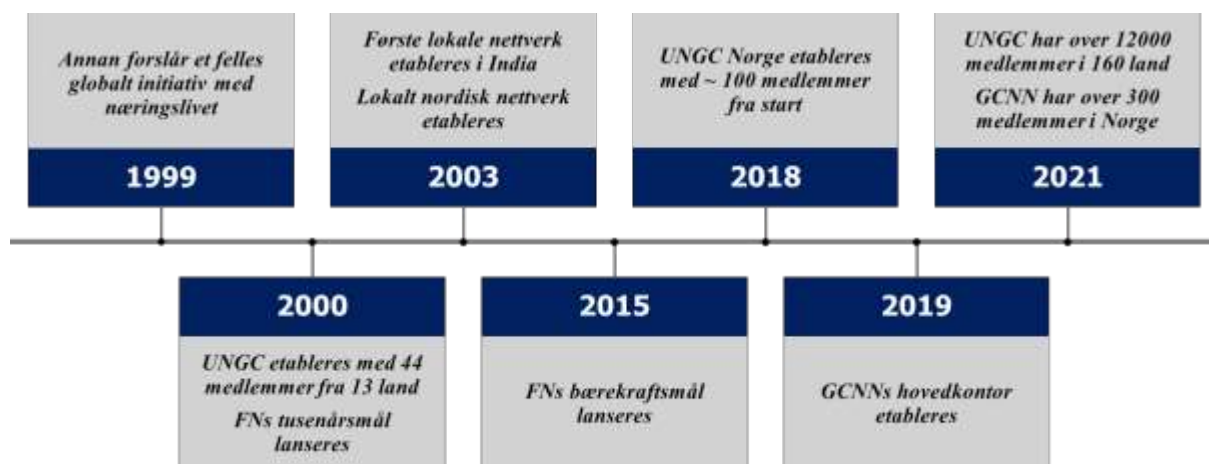 Annan forslår et felles
globalt initiativ med
næringslivet
1999
Første lokale nettverk
etableres i India
Lokalt nordisk nettverk
etableres
2003
UNGC Norge etableres
med ~ 100 medlemmer
fra start
2018
UNGC har over 12000
medlemmer i 160 land
GCNN har over 300
medlemmer i Norge
2021
2000
UNGC etableres med 44
medlemmer fra 13 land
FNs tusenårsmål
lanseres
2015
FNs bærekraftsmål
lanseres
2019
GCNNs hovedkontor
etableres